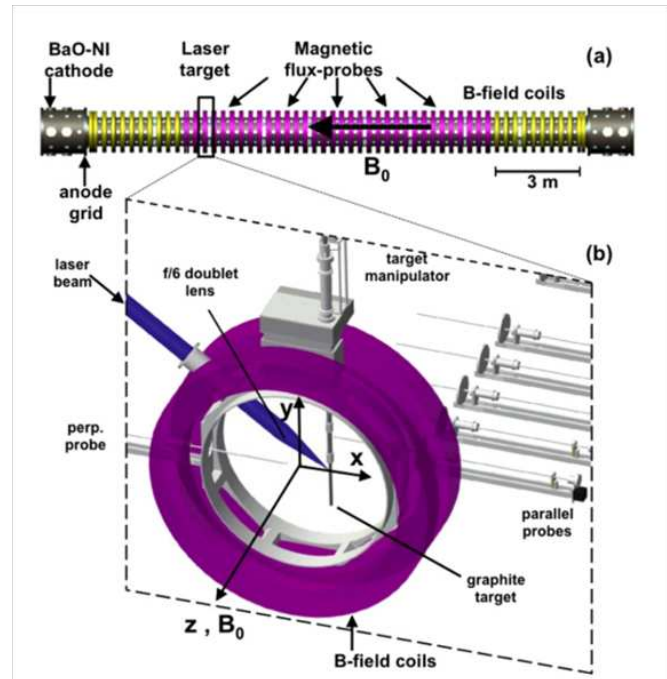 BaO-NI
cathode
Laser
target
Magnetic
flux-probes
(a)
B-field coils
B₀
3 m
anode
grid
(b)
laser
beam
f/6 doublet
lens
target
manipulator
perp.
probe
y
x
parallel
probes
graphite
target
z , B₀
B-field coils